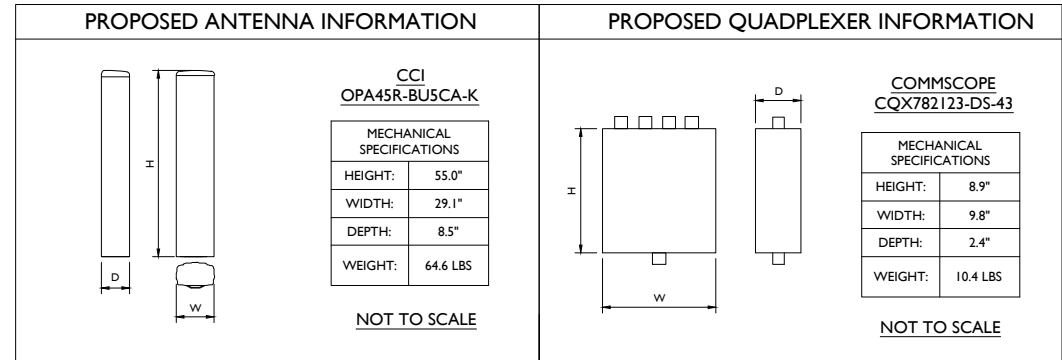 PROPOSED ANTENNA INFORMATION
H
D
W
CCI
OPA45R-BU5CA-K
MECHANICAL
SPECIFICATIONS
HEIGHT: 55.0"
WIDTH: 29.1"
DEPTH: 8.5"
WEIGHT: 64.6 LBS
NOT TO SCALE
PROPOSED QUADPLEXER INFORMATION
H
W
D
COMMSCOPE
CQX782123-DS-43
MECHANICAL
SPECIFICATIONS
HEIGHT: 8.9"
WIDTH: 9.8"
DEPTH: 2.4"
WEIGHT: 10.4 LBS
NOT TO SCALE